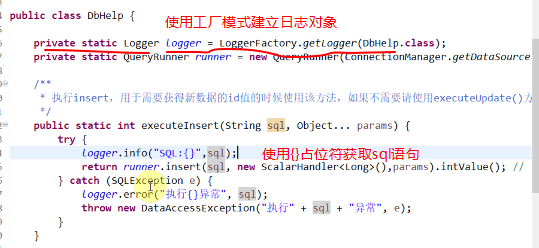 public class DbHelp {
使用工厂模式建立日志对象
private static Logger logger = LoggerFactory.getLogger(DbHelp.class);
private static QueryRunner runner = new QueryRunner(ConnectionManager.getDataSource
/**
* 执行insert，用于需要获得新数据的id值的时候使用该方法，如果不需要请使用executeUpdate()方
*/
public static int executeInsert(String sql, Object... params) {
try {
logger.info("SQL:{}",sql);
使用{}占位符获取sql语句
return runner.insert(sql, new ScalarHandler<Long>(),params).intValue(); //
} catch (SQLException e) {
logger.error("执行{}异常", sql);
throw new DataAccessException("执行" + sql + "异常", e);
}
}